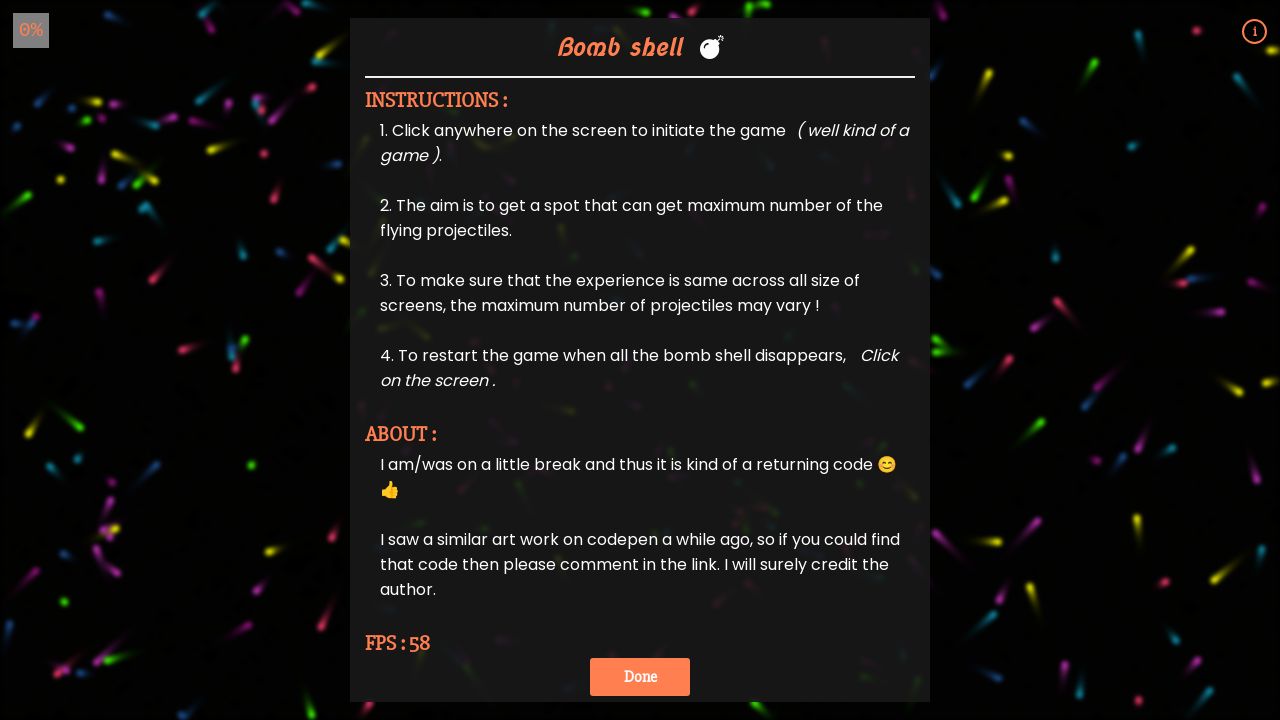 0%
i
Bomb shell 💣
INSTRUCTIONS :
1. Click anywhere on the screen to initiate the game ( well kind of a
game ).
2. The aim is to get a spot that can get maximum number of the
flying projectiles.
3. To make sure that the experience is same across all size of
screens, the maximum number of projectiles may vary !
4. To restart the game when all the bomb shell disappears, Click
on the screen .
ABOUT :
I am/was on a little break and thus it is kind of a returning code 😊
👍
I saw a similar art work on codepen a while ago, so if you could find
that code then please comment in the link. I will surely credit the
author.
FPS : 58
Done